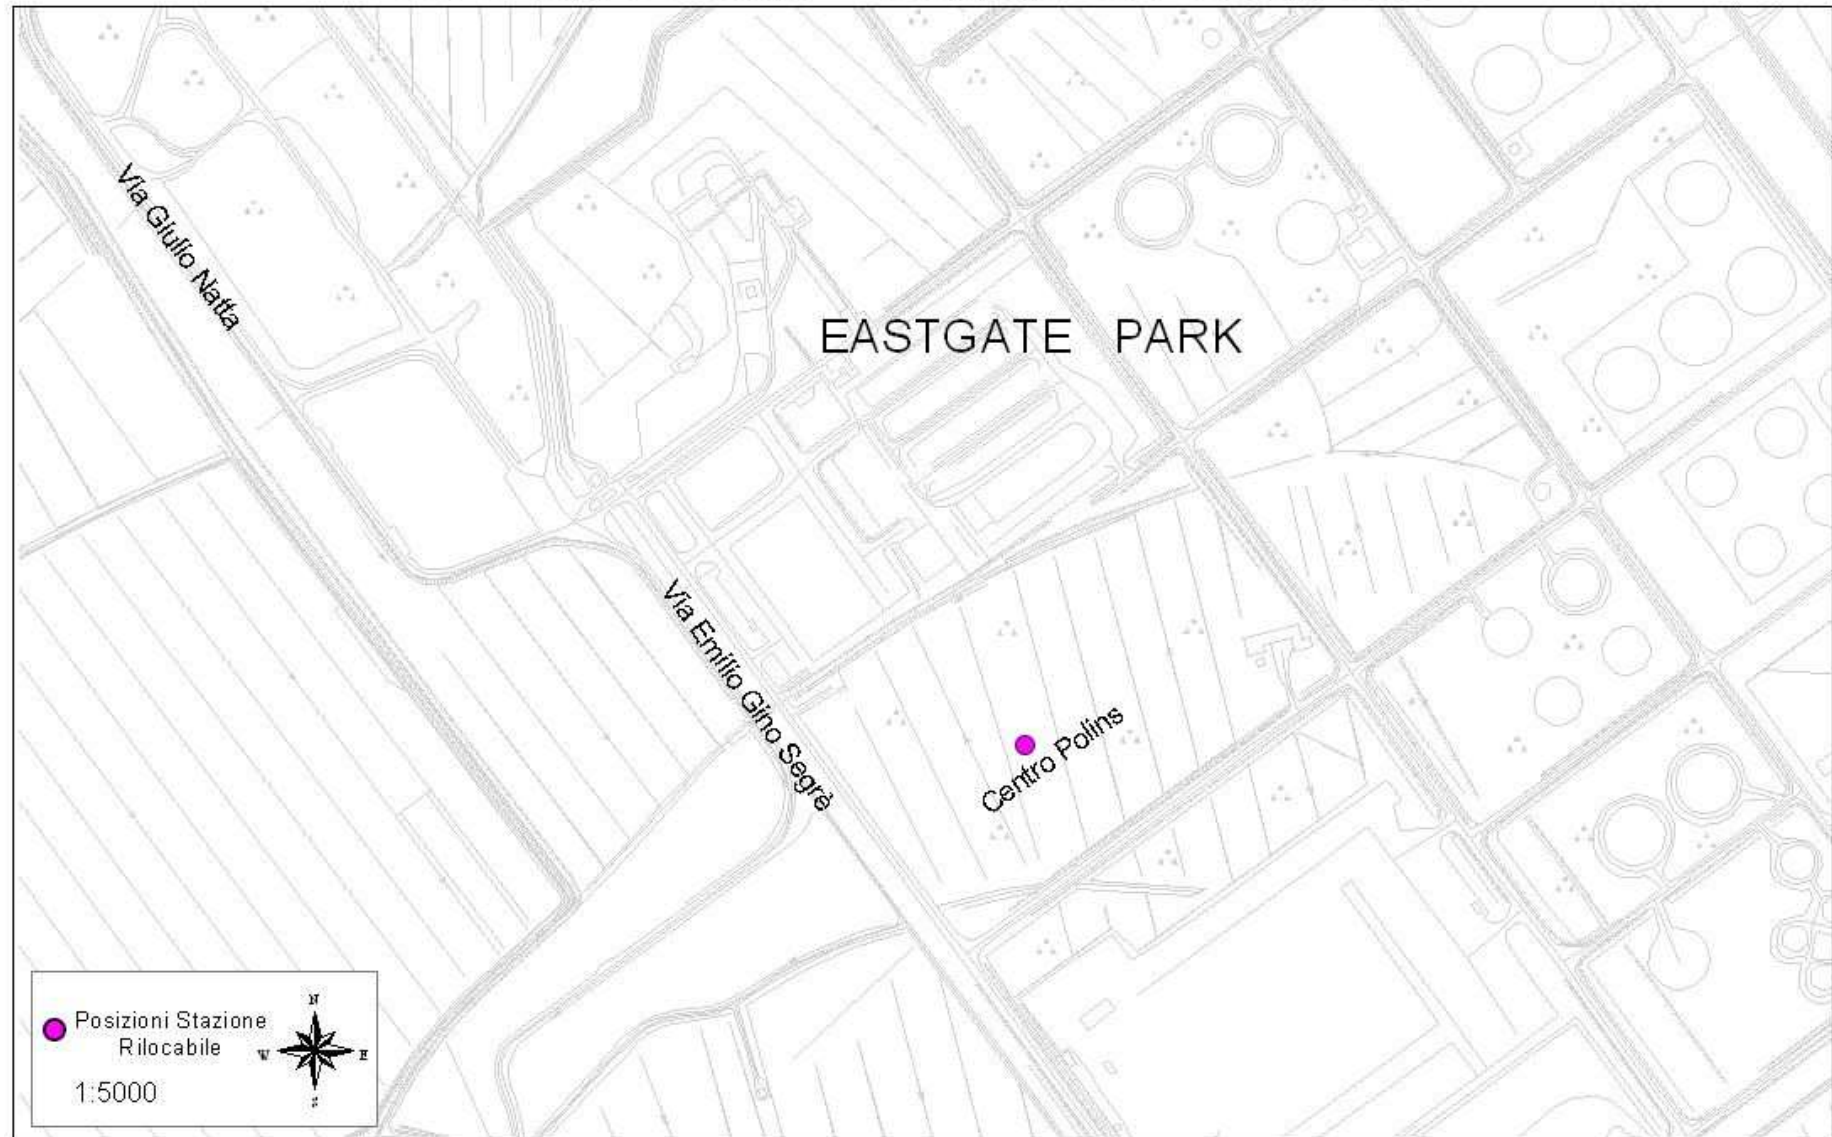 Via Giulio Natta
EASTGATE PARK
Via Emilio Gino Segrè
Centro Polins
Posizioni Stazione
Rilocabile
1:5000
N
W E
S